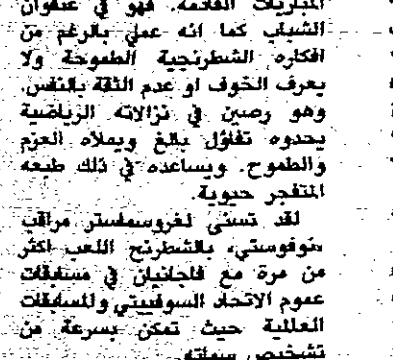 المباريات القادمة. فهو في عنفوان
الشباب كما انه عملي بالرغم من
افكاره الشطرنجية الطموحة ولا
يعرف الخوف او عدم الثقة بالنفس.
وهو رصين في نزالاته الرياضية
يحدوه تفاؤل بالغ ويملاه العزم
والطموح. ويساعده في ذلك طبعه
المتفجر حيوية.
لقد تسنى لغروسمستر مراقب
«نوفوستي» بالشطرنج اللعب اكثر
من مرة مع فاجانيان في مسابقات
عموم الاتحاد السوفييتي والمسابقات
العالمية حيث تمكن بسرعة من
تشخيص سماته